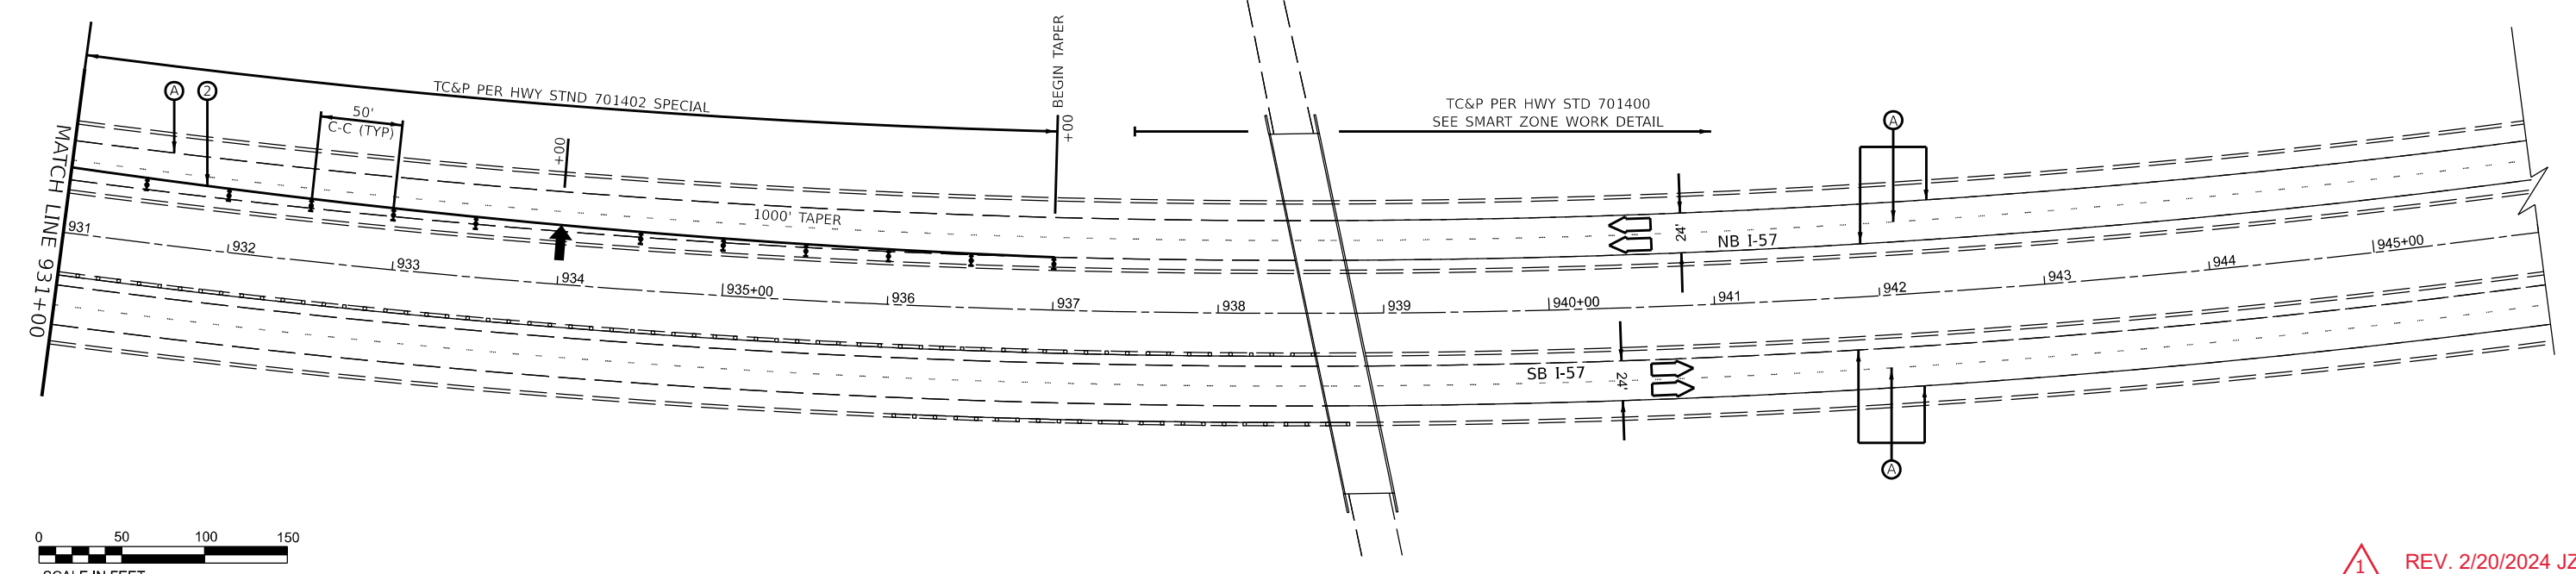 BEGIN TAPER
+00
TC&P PER HWY STND 701402 SPECIAL
A
2
50'
C-C (TYP)
+00
TC&P PER HWY STD 701400
SEE SMART ZONE WORK DETAIL
A
MATCH LINE 931+00
1000' TAPER
24'
NB I-57
931
932
933
934
935+00
936
937
938
939
940+00
941
942
943
944
945+00
SB I-57
24'
A
0 50 100 150
SCALE IN FEET
1
REV. 2/20/2024 JZ